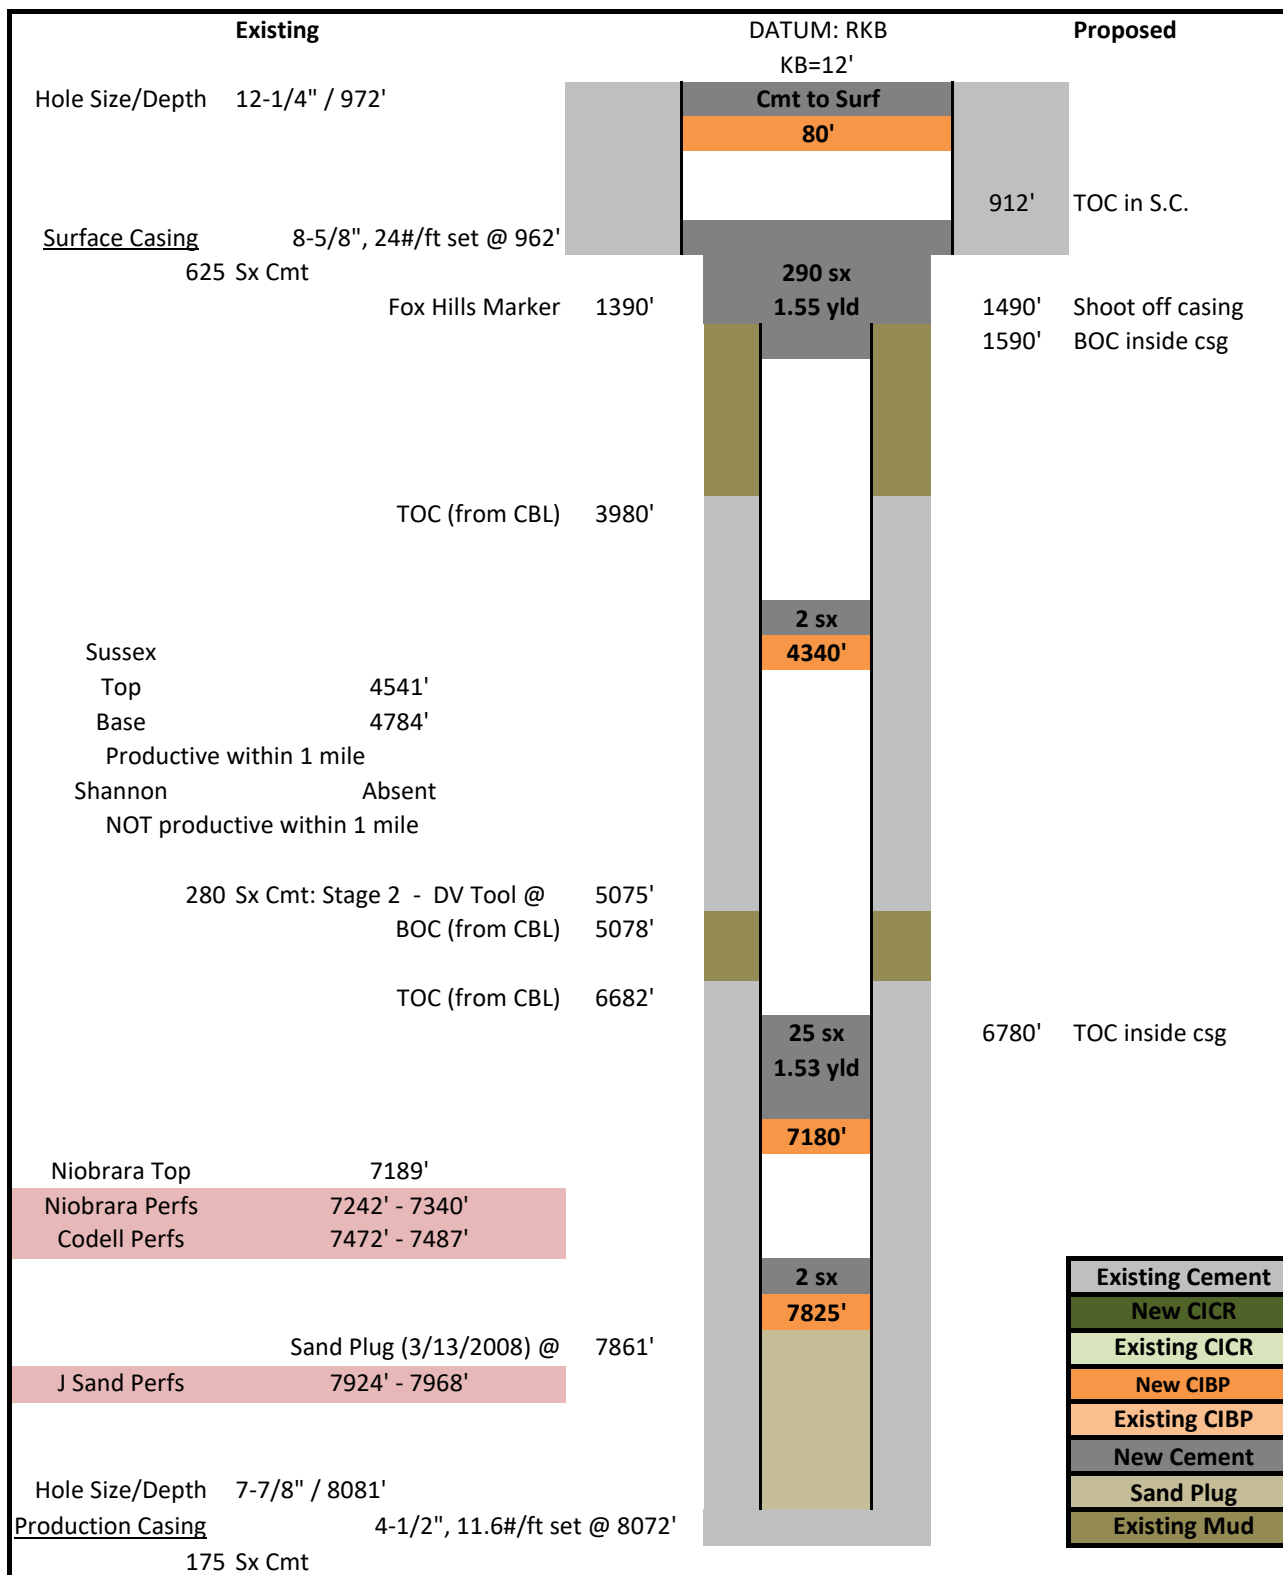 Existing DATUM: RKB Proposed
KB=12'
Hole Size/Depth 12-1/4" / 972' Cmt to Surf
80'
912' TOC in S.C.
Surface Casing 8-5/8", 24#/ft set @ 962'
625 Sx Cmt 290 sx
Fox Hills Marker 1390' 1.55 yld 1490' Shoot off casing
1590' BOC inside csg
TOC (from CBL) 3980'
2 sx
Sussex 4340'
Top 4541'
Base 4784'
Productive within 1 mile
Shannon Absent
NOT productive within 1 mile
280 Sx Cmt: Stage 2 - DV Tool @ 5075'
BOC (from CBL) 5078'
TOC (from CBL) 6682'
25 sx 6780' TOC inside csg
1.53 yld
7180'
Niobrara Top 7189'
Niobrara Perfs 7242' - 7340'
Codell Perfs 7472' - 7487'
2 sx Existing Cement
7825' New CICR
Sand Plug (3/13/2008) @ 7861' Existing CICR
J Sand Perfs 7924' - 7968' New CIBP
Existing CIBP
New Cement
Hole Size/Depth 7-7/8" / 8081' Sand Plug
Production Casing 4-1/2", 11.6#/ft set @ 8072' Existing Mud
175 Sx Cmt